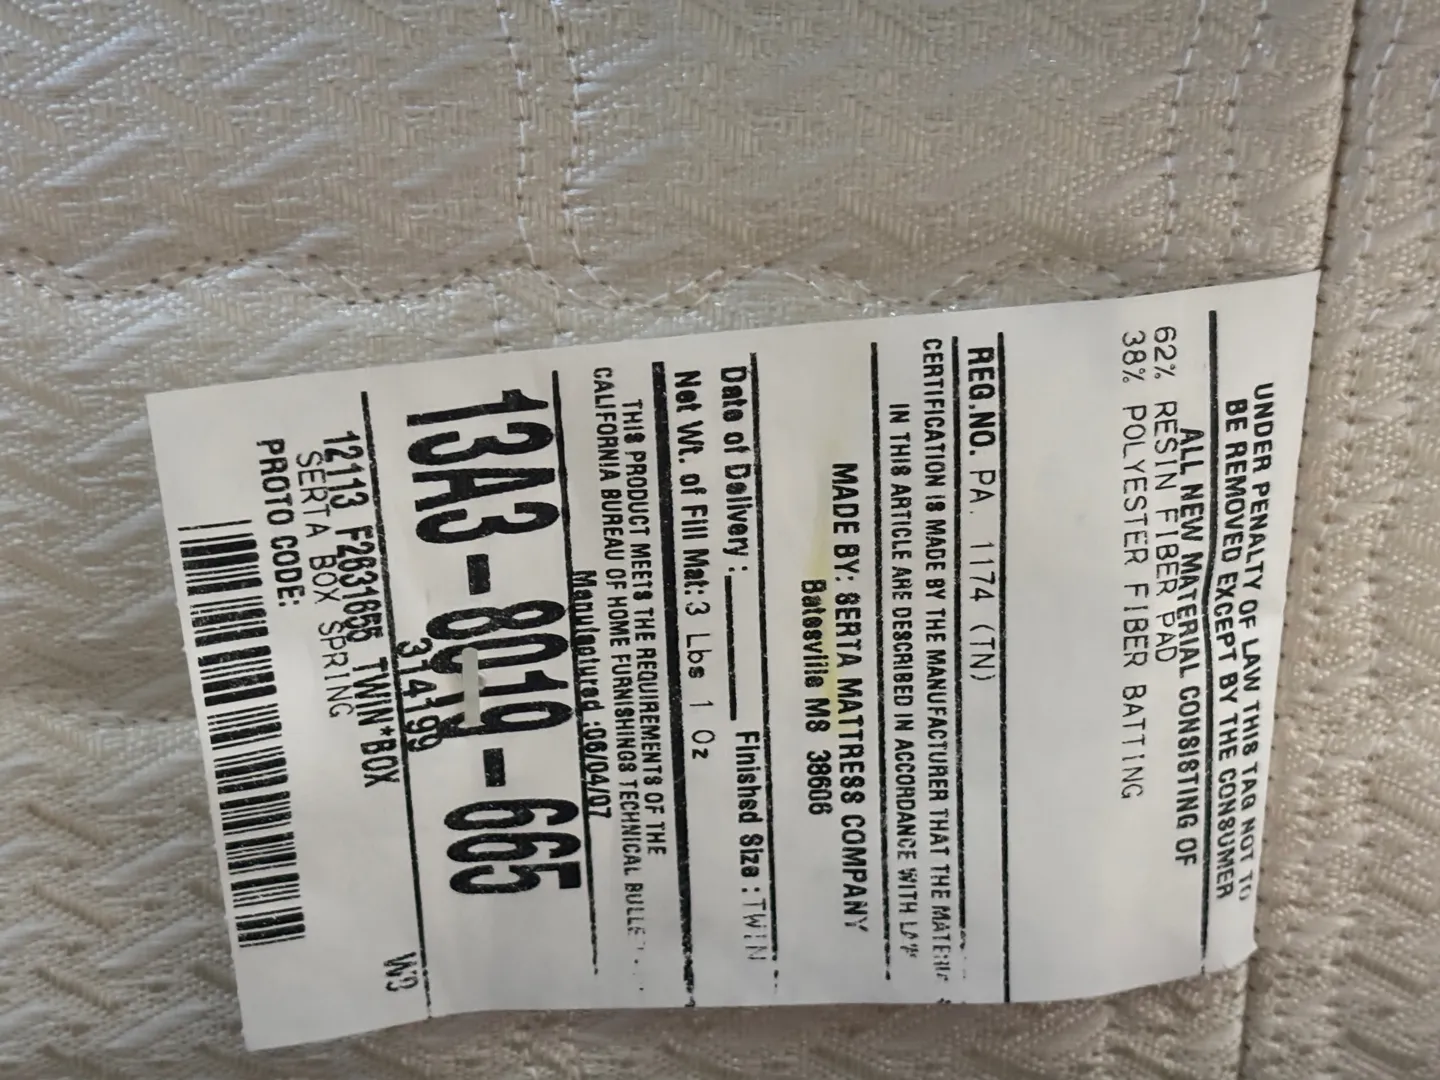 UNDER PENALTY OF LAW THIS TAG NOT TO
BE REMOVED EXCEPT BY THE CONSUMER
ALL NEW MATERIAL CONSISTING OF
62% RESIN FIBER PAD
38% POLYESTER FIBER BATTING
REG.NO. PA. 1174 (TN)
CERTIFICATION IS MADE BY THE MANUFACTURER THAT THE
IN THIS ARTICLE ARE DESCRIBED IN ACCORDANCE WITH LAW
MADE BY: SERTA MATTRESS COMPANY
Batesville MS 38606
Date of Delivery : Finished Size : TWIN
Net Wt. of Fill Mat: 3 Lbs 1 Oz
THIS PRODUCT MEETS THE REQUIREMENTS OF THE
CALIFORNIA BUREAU OF HOME FURNISHINGS TECHNICAL
Manufactured :06/04/07
13A3-8019-665
314199
12113 F2631655 TWIN*BOX
SERTA BOX SPRING
PROTO CODE: